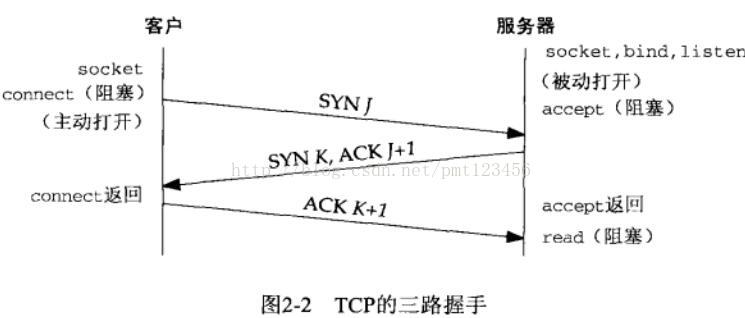 客户
服务器
socket
connect（阻塞）
（主动打开）
socket,bind,listen
（被动打开）
accept（阻塞）
SYN J
SYN K, ACK J+1
http://blog.csdn.net/pmt123456
connect返回
ACK K+1
accept返回
read（阻塞）
图2-2 TCP的三路握手